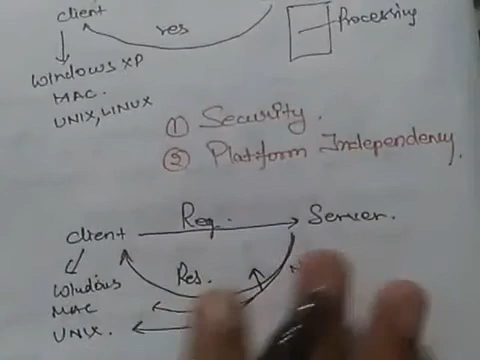 client
res
Processing
Windows XP
MAC.
UNIX, LINUX
① Security.
② Platform Independency.
Req.
Client
Server.
Res.
Windows
MAC
UNIX.